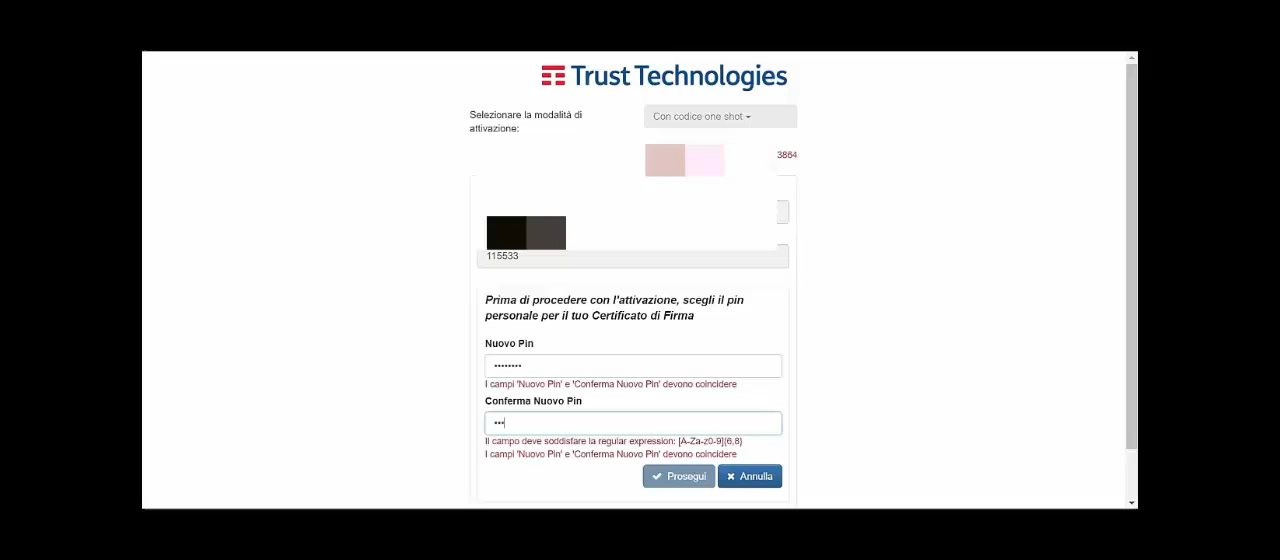 Trust Technologies
Selezionare la modalità di
attivazione:
Con codice one shot
3864
115533
Prima di procedere con l'attivazione, scegli il pin
personale per il tuo Certificato di Firma
Nuovo Pin
••••••••
I campi 'Nuovo Pin' e 'Conferma Nuovo Pin' devono coincidere
Conferma Nuovo Pin
•••
Il campo deve soddisfare la regular expression: [A-Za-z0-9]{6,8}
I campi 'Nuovo Pin' e 'Conferma Nuovo Pin' devono coincidere
Prosegui
Annulla